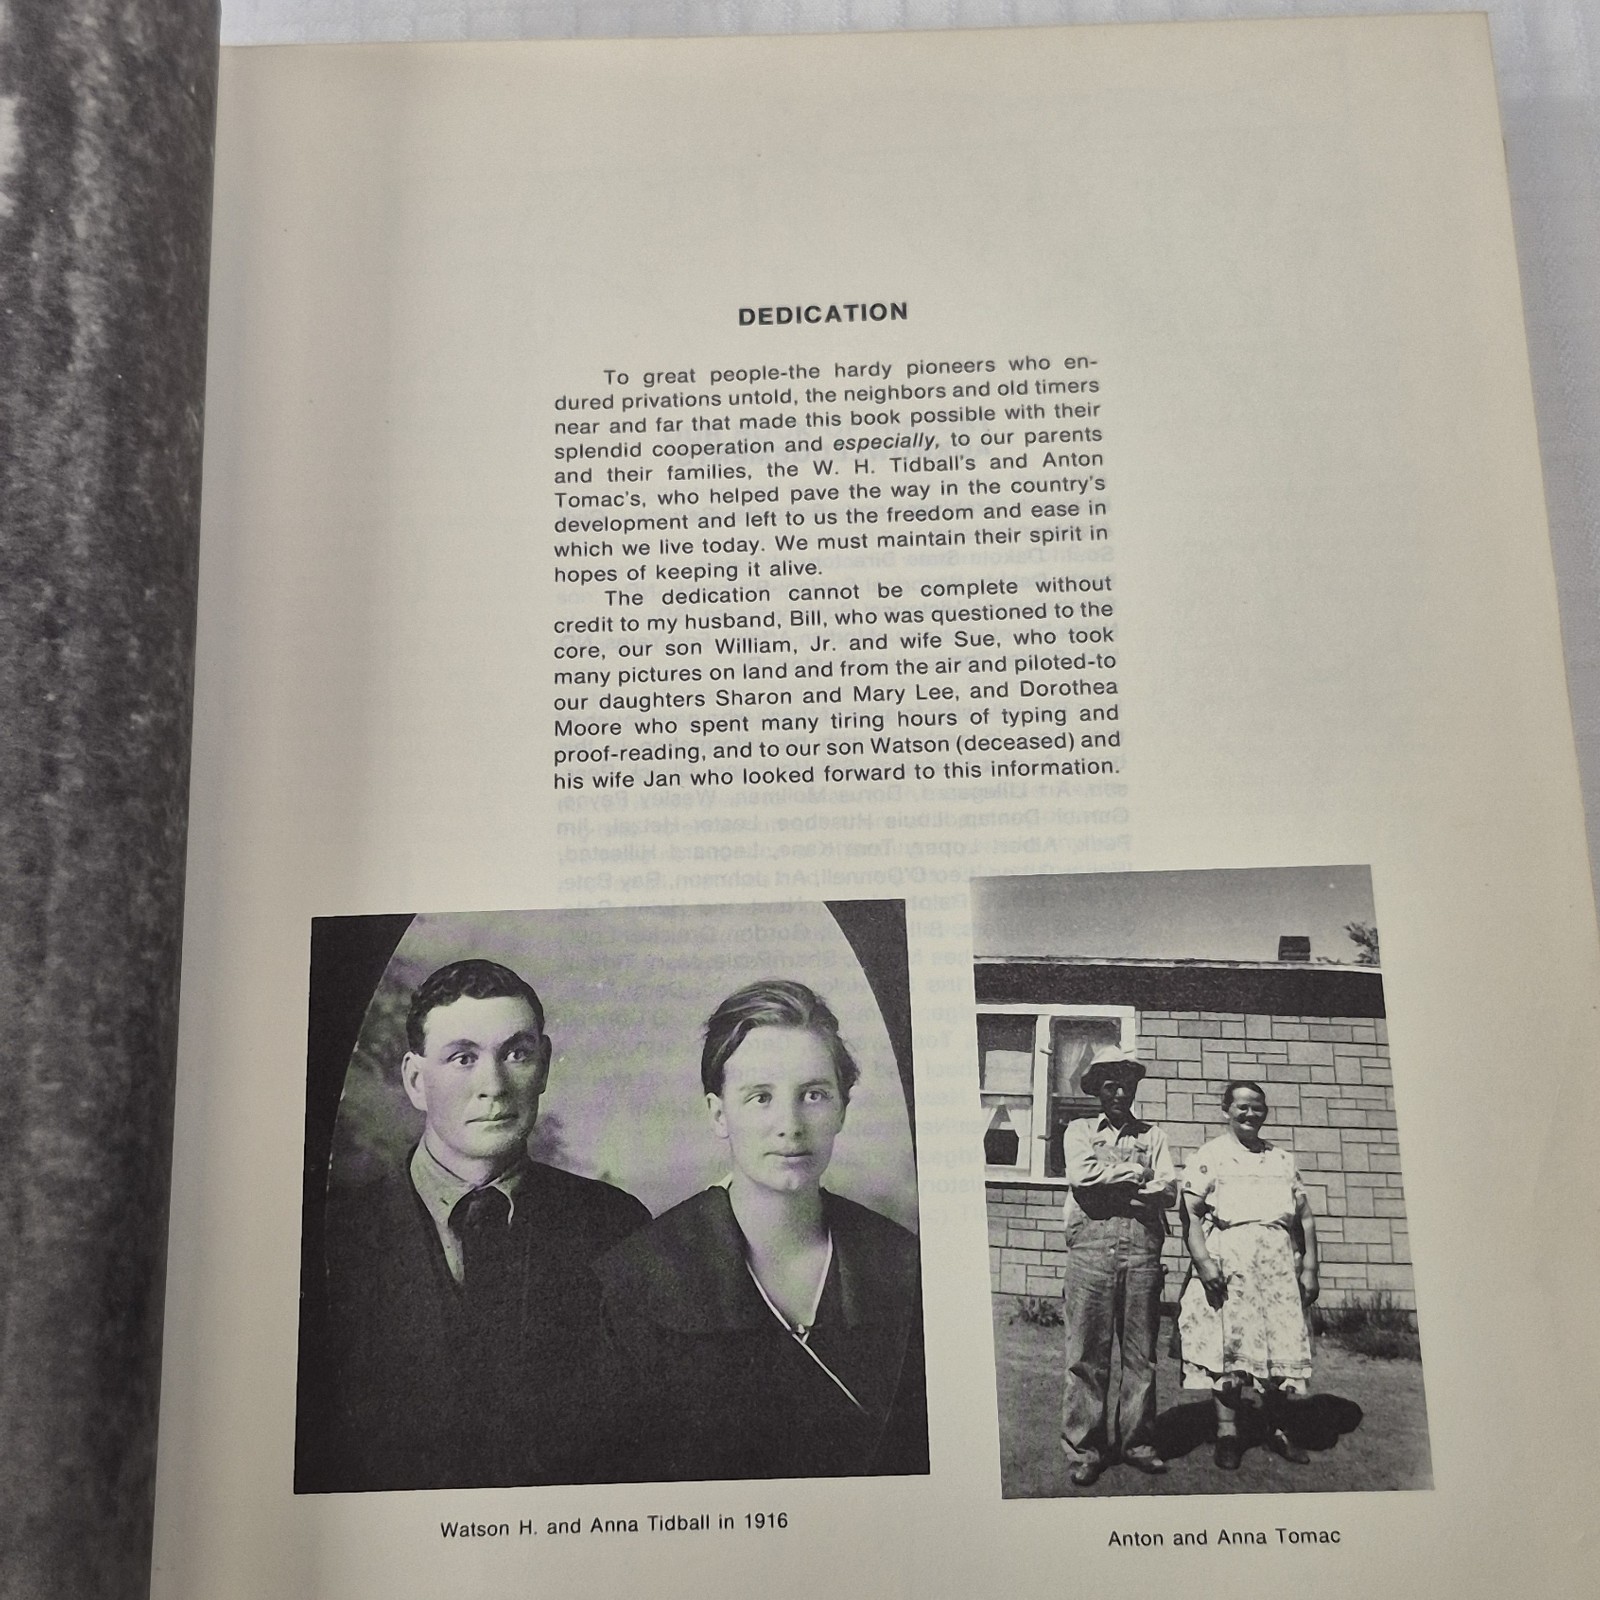 DEDICATION
To great people-the hardy pioneers who en-
dured privations untold, the neighbors and old timers
near and far that made this book possible with their
splendid cooperation and especially, to our parents
and their families, the W. H. Tidball's and Anton
Tomac's, who helped pave the way in the country's
development and left to us the freedom and ease in
which we live today. We must maintain their spirit in
hopes of keeping it alive.
The dedication cannot be complete without
credit to my husband, Bill, who was questioned to the
core, our son William, Jr. and wife Sue, who took
many pictures on land and from the air and piloted-to
our daughters Sharon and Mary Lee, and Dorothea
Moore who spent many tiring hours of typing and
proof-reading, and to our son Watson (deceased) and
his wife Jan who looked forward to this information.
Watson H. and Anna Tidball in 1916
Anton and Anna Tomac